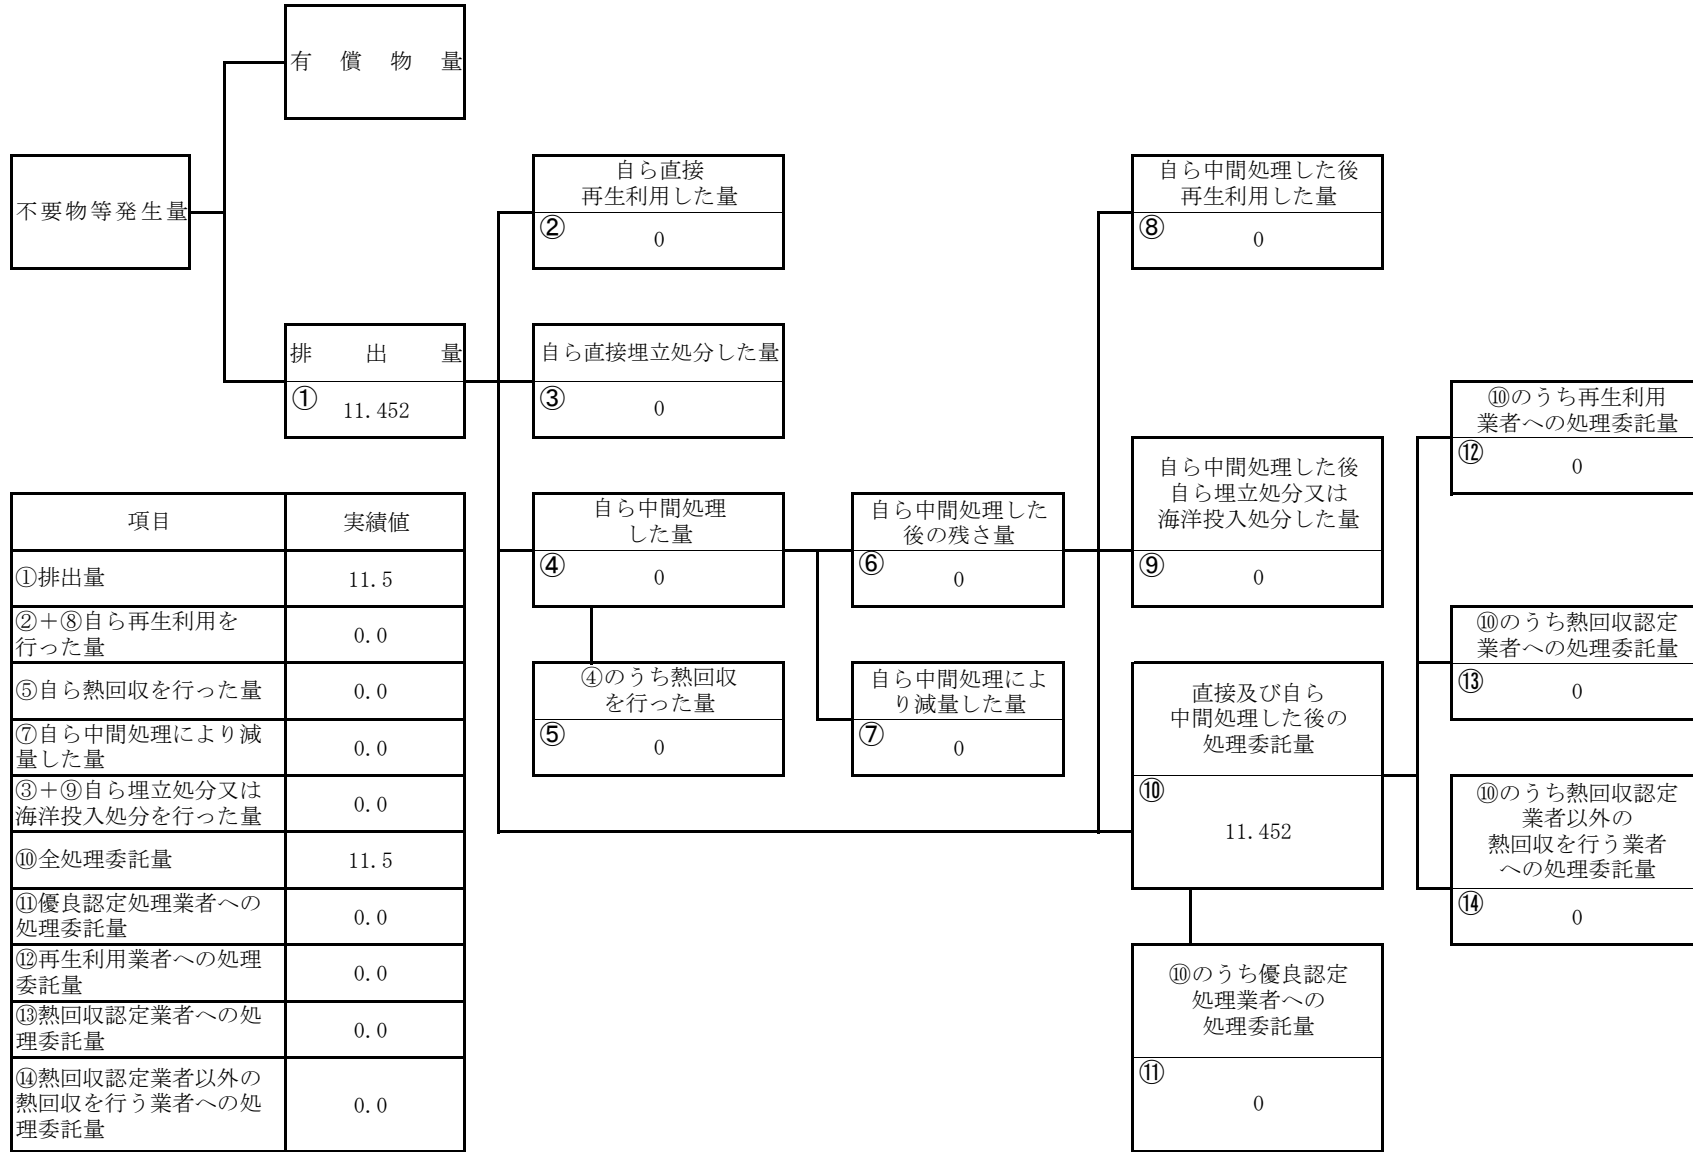 有償物量
不要物等発生量
排出量
①
11.452
自ら直接
再生利用した量
②
0
自ら直接埋立処分した量
③
0
自ら中間処理
した量
④
0
④のうち熱回収
を行った量
⑤
0
自ら中間処理した
後の残さ量
⑥
0
自ら中間処理によ
り減量した量
⑦
0
自ら中間処理した後
再生利用した量
⑧
0
自ら中間処理した後
自ら埋立処分又は
海洋投入処分した量
⑨
0
直接及び自ら
中間処理した後の
処理委託量
⑩
11.452
⑩のうち優良認定
処理業者への
処理委託量
⑪
0
⑩のうち再生利用
業者への処理委託量
⑫
0
⑩のうち熱回収認定
業者への処理委託量
⑬
0
⑩のうち熱回収認定
業者以外の
熱回収を行う業者
への処理委託量
⑭
0
項目 実績値
①排出量 11.5
②＋⑧自ら再生利用を
行った量 0.0
⑤自ら熱回収を行った量 0.0
⑦自ら中間処理により減
量した量 0.0
③＋⑨自ら埋立処分又は
海洋投入処分を行った量 0.0
⑩全処理委託量 11.5
⑪優良認定処理業者への
処理委託量 0.0
⑫再生利用業者への処理
委託量 0.0
⑬熱回収認定業者への処
理委託量 0.0
⑭熱回収認定業者以外の
熱回収を行う業者への処
理委託量 0.0